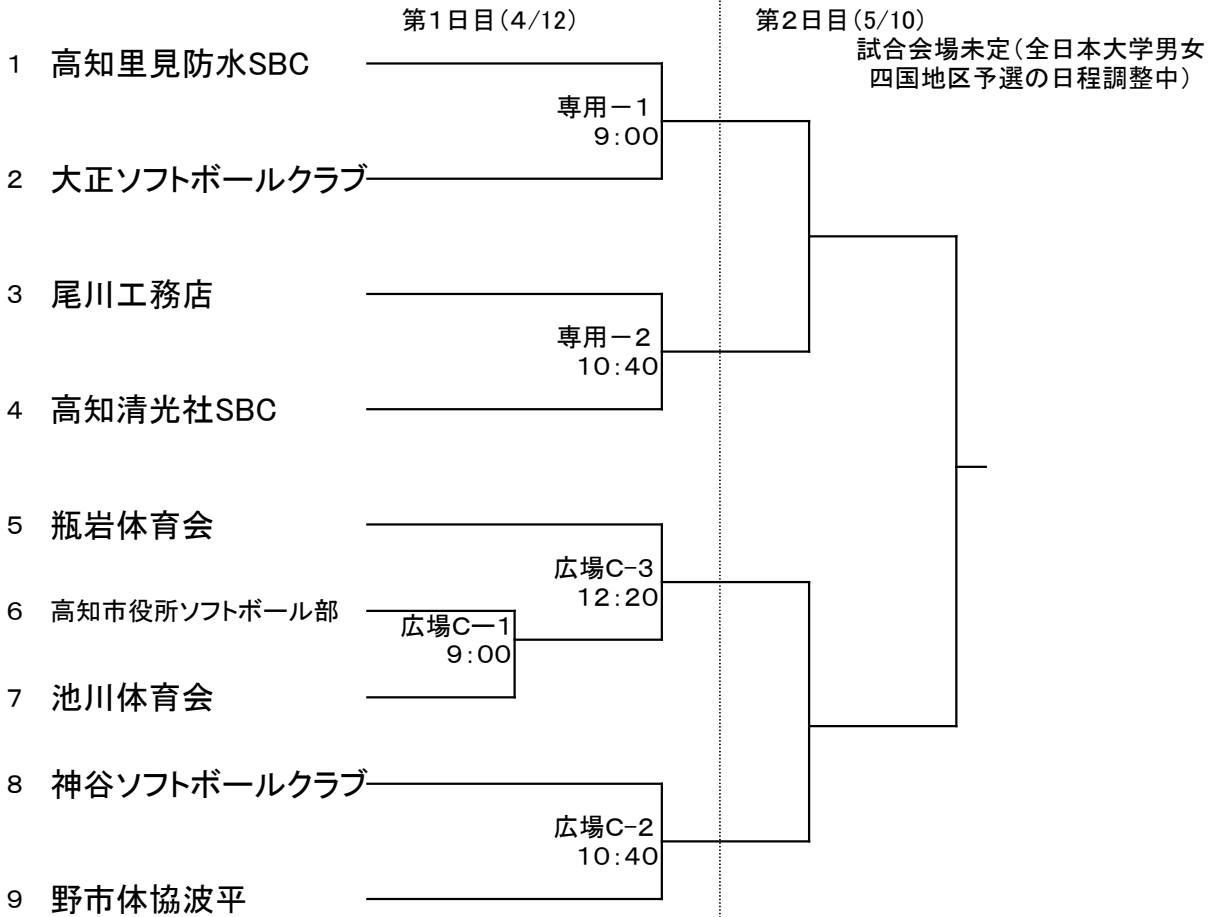 第１日目(4/12)
第２日目(5/10)
試合会場未定(全日本大学男女
四国地区予選の日程調整中)
1 高知里見防水SBC
専用－１
９:００
2 大正ソフトボールクラブ
3 尾川工務店
専用－２
１０:４０
4 高知清光社SBC
5 瓶岩体育会
広場C-３
１２:２０
6 高知市役所ソフトボール部
広場C－１
９:００
7 池川体育会
8 神谷ソフトボールクラブ
広場C-２
１０:４０
9 野市体協波平